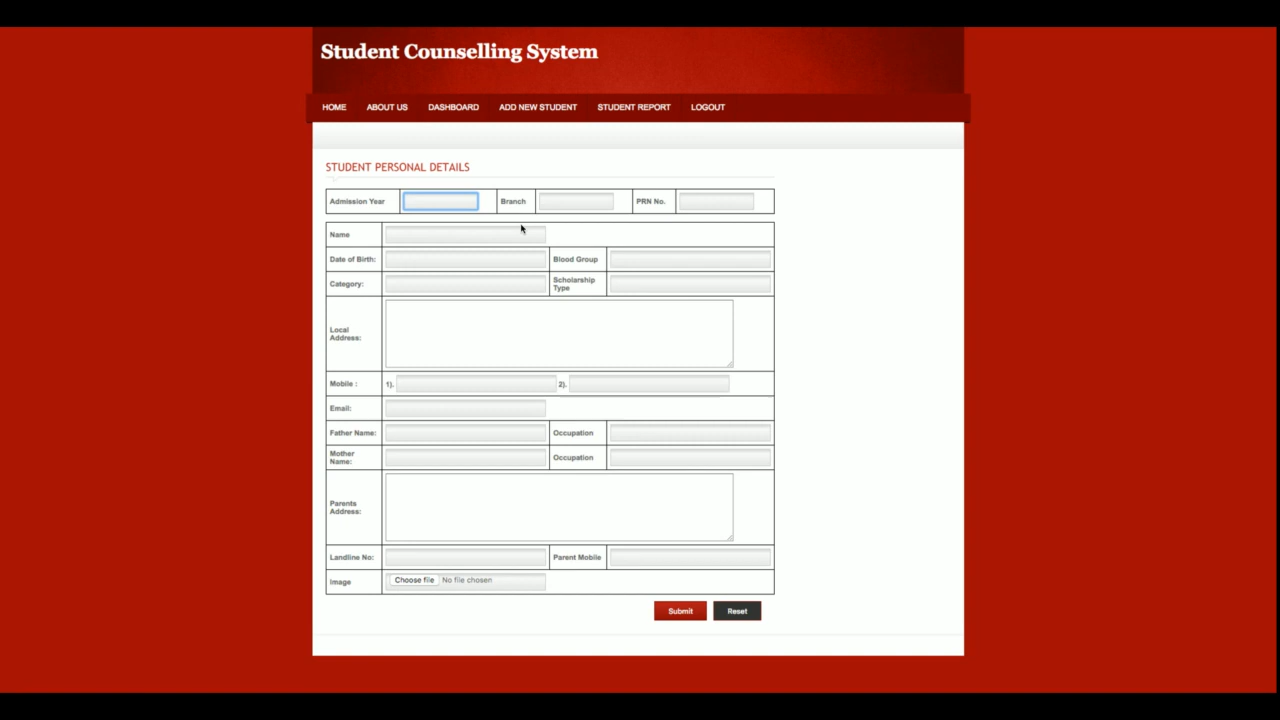 Student Counselling System
HOME ABOUT US DASHBOARD ADD NEW STUDENT STUDENT REPORT LOGOUT
STUDENT PERSONAL DETAILS
Admission Year Branch PRN No.
Name
Date of Birth: Blood Group
Category: Scholarship
Type
Local
Address:
Mobile : 1). 2).
Email:
Father Name: Occupation
Mother
Name: Occupation
Parents
Address:
Landline No: Parent Mobile
Image Choose file No file chosen
Submit Reset